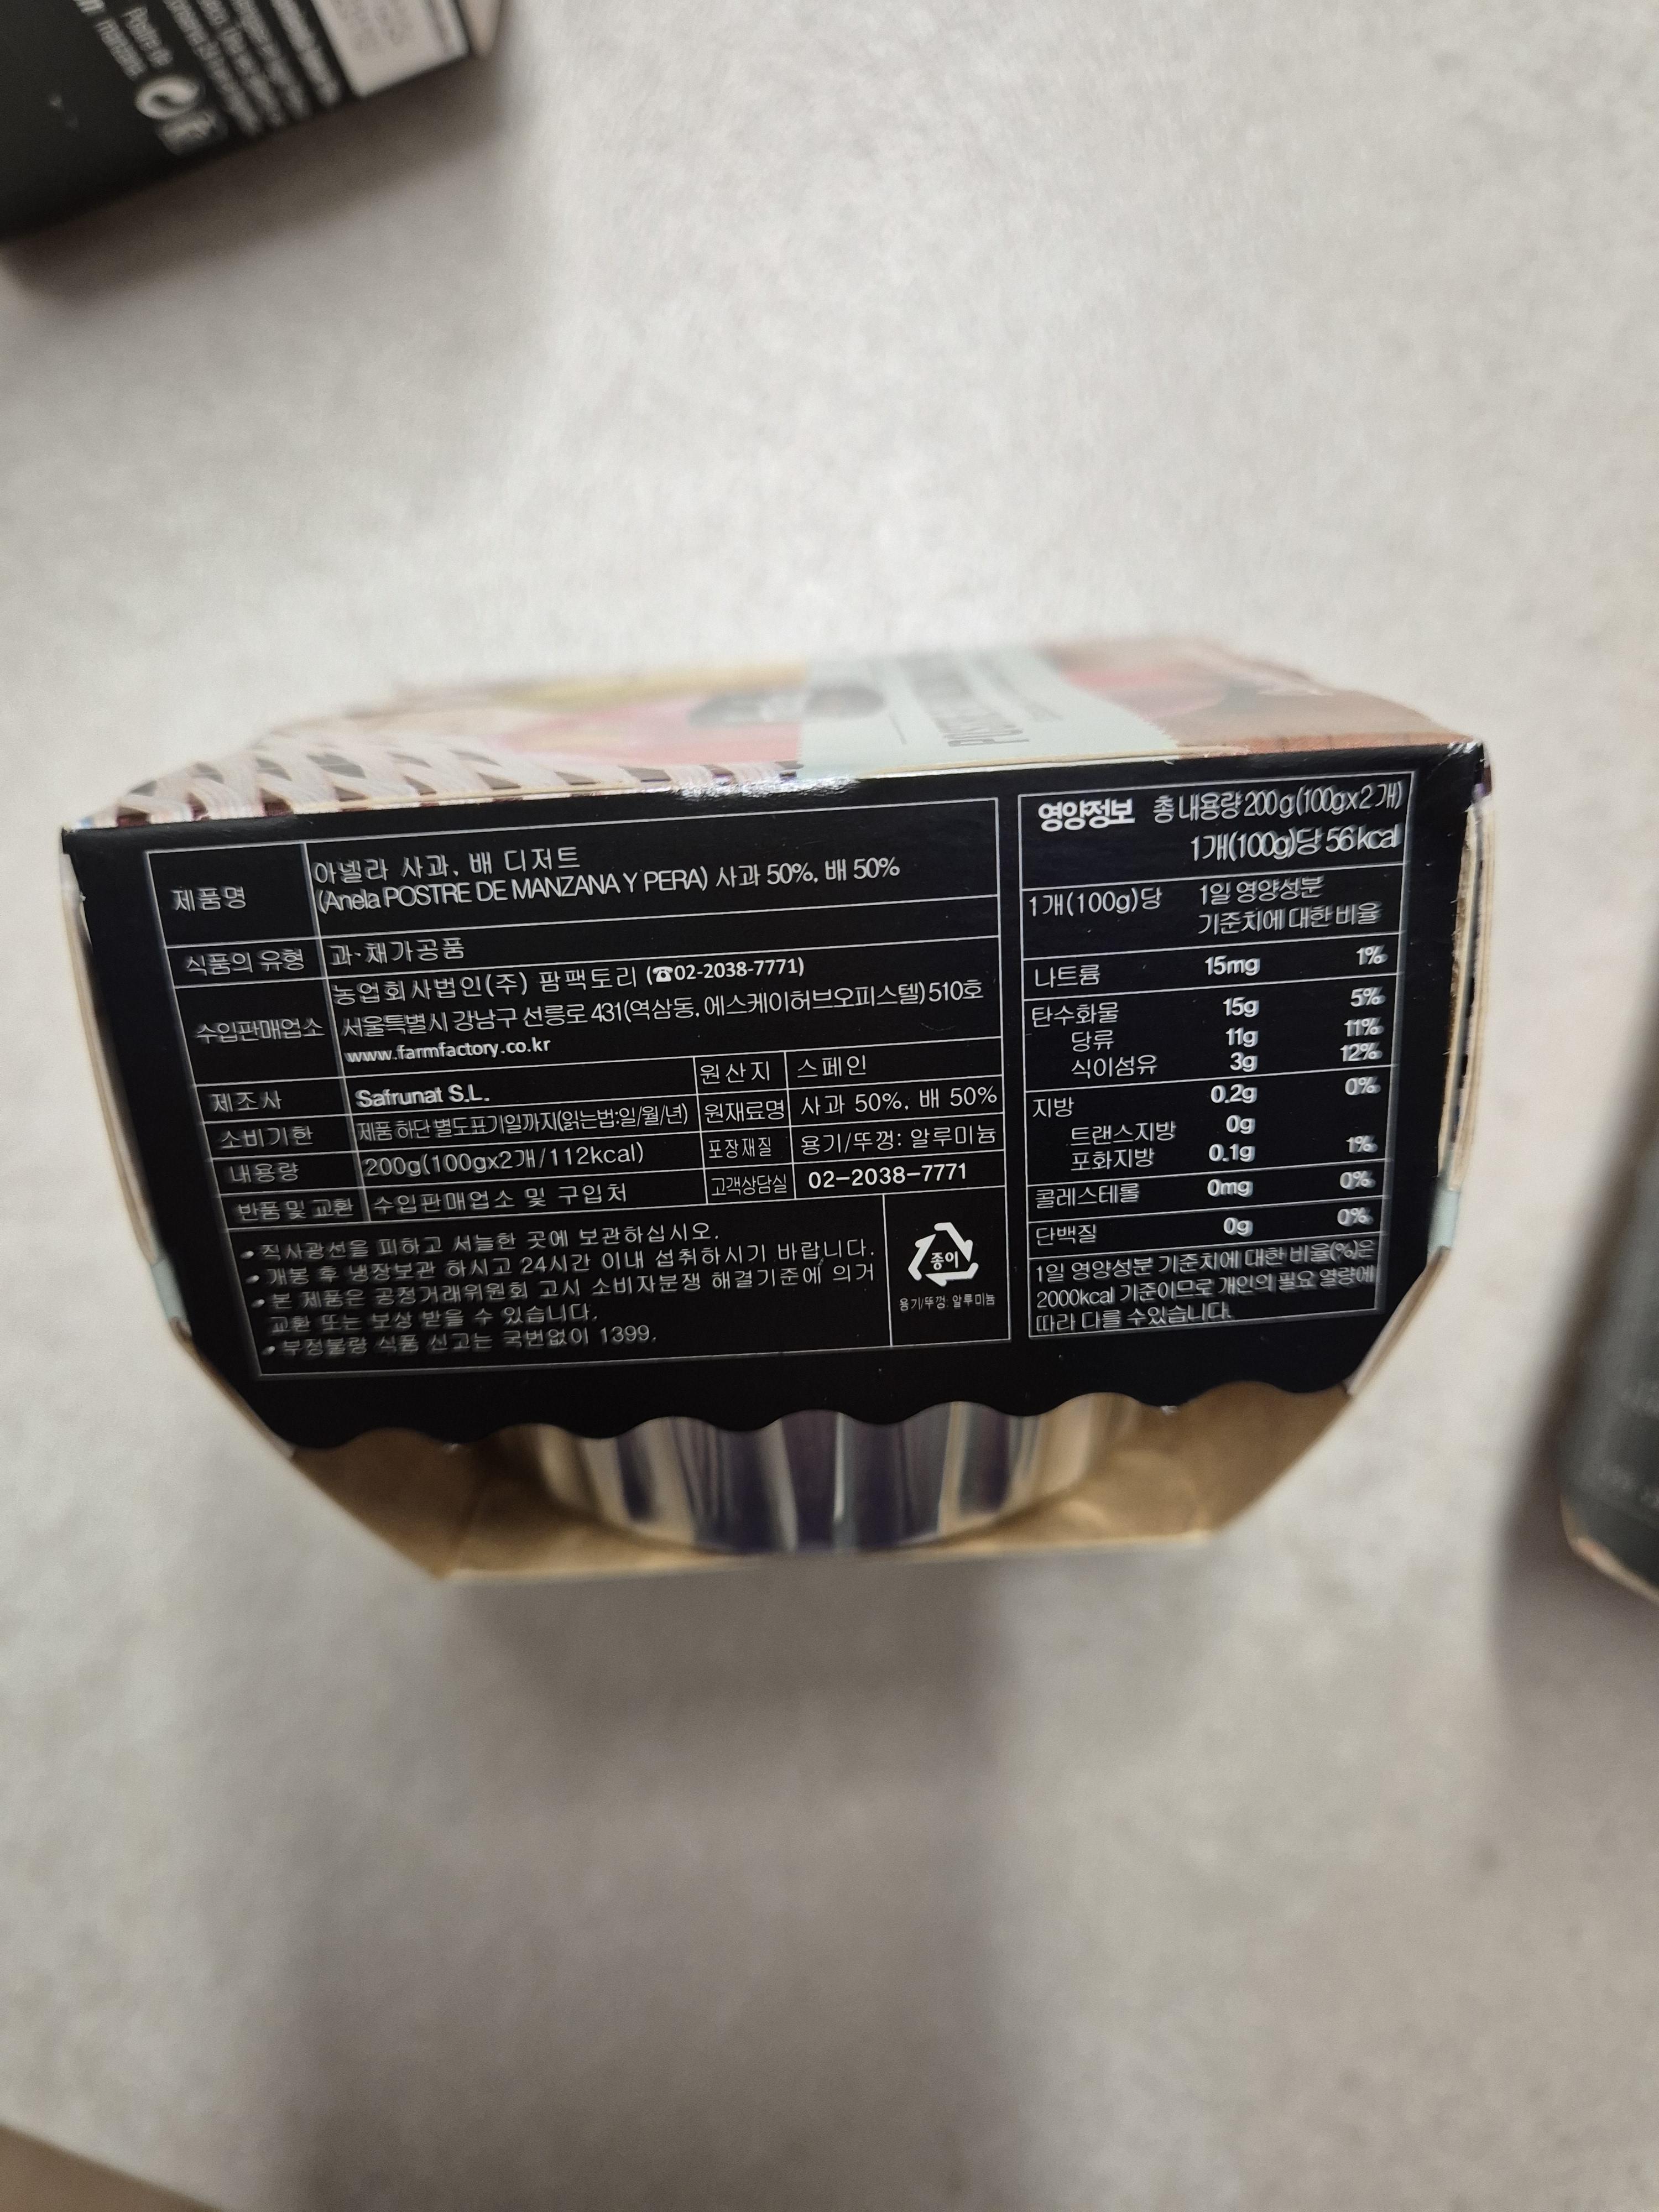 제품명
아넬라 사과, 배 디저트
(Anela POSTRE DE MANZANA Y PERA) 사과 50%, 배 50%
식품의 유형 과·채가공품
수입판매업소
농업회사법인(주) 팜팩토리 (☎02-2038-7771)
서울특별시 강남구 선릉로 431(역삼동, 에스케이허브오피스텔) 510호
www.farmfactory.co.kr
제조사 Safrunat S.L. 원산지 스페인
소비기한 제품 하단 별도표기일까지(읽는법:일/월/년) 원재료명 사과 50%, 배 50%
내용량 200g(100gx2개/112kcal) 포장재질 용기/뚜껑: 알루미늄
반품 및 교환 수입판매업소 및 구입처 고객상담실 02-2038-7771
• 직사광선을 피하고 서늘한 곳에 보관하십시오.
• 개봉 후 냉장보관 하시고 24시간 이내 섭취하시기 바랍니다.
• 본 제품은 공정거래위원회 고시 소비자분쟁 해결기준에 의거
교환 또는 보상 받을 수 있습니다.
• 부정불량 식품 신고는 국번없이 1399.
종이
용기/뚜껑: 알루미늄
영양정보 총 내용량 200g(100gx2개)
1개(100g)당 56kcal
1개(100g)당 1일 영양성분
기준치에 대한 비율
나트륨 15mg 1%
탄수화물 15g 5%
당류 11g 11%
식이섬유 3g 12%
지방 0.2g 0%
트랜스지방 0g
포화지방 0.1g 1%
콜레스테롤 0mg 0%
단백질 0g 0%
1일 영양성분 기준치에 대한 비율(%)은
2000kcal 기준이므로 개인의 필요 열량에
따라 다를 수있습니다.